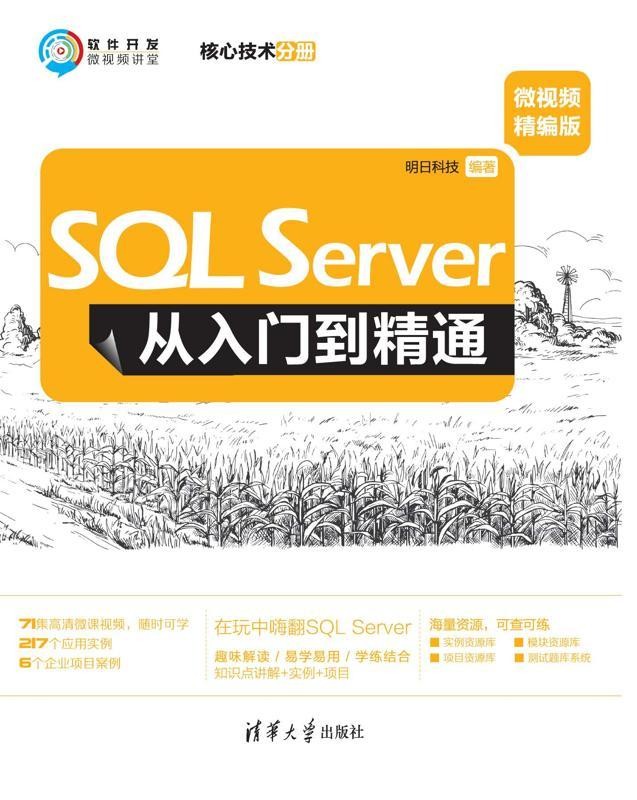 软件开发
微视频讲堂
核心技术分册
微视频
精编版
明日科技 编著
SQL Server
从入门到精通
71集高清微课视频，随时可学
217个应用实例
6个企业项目案例
在玩中嗨翻SQL Server
趣味解读 / 易学易用 / 学练结合
知识点讲解+实例+项目
海量资源，可查可练
实例资源库 模块资源库
项目资源库 测试题库系统
清华大学出版社